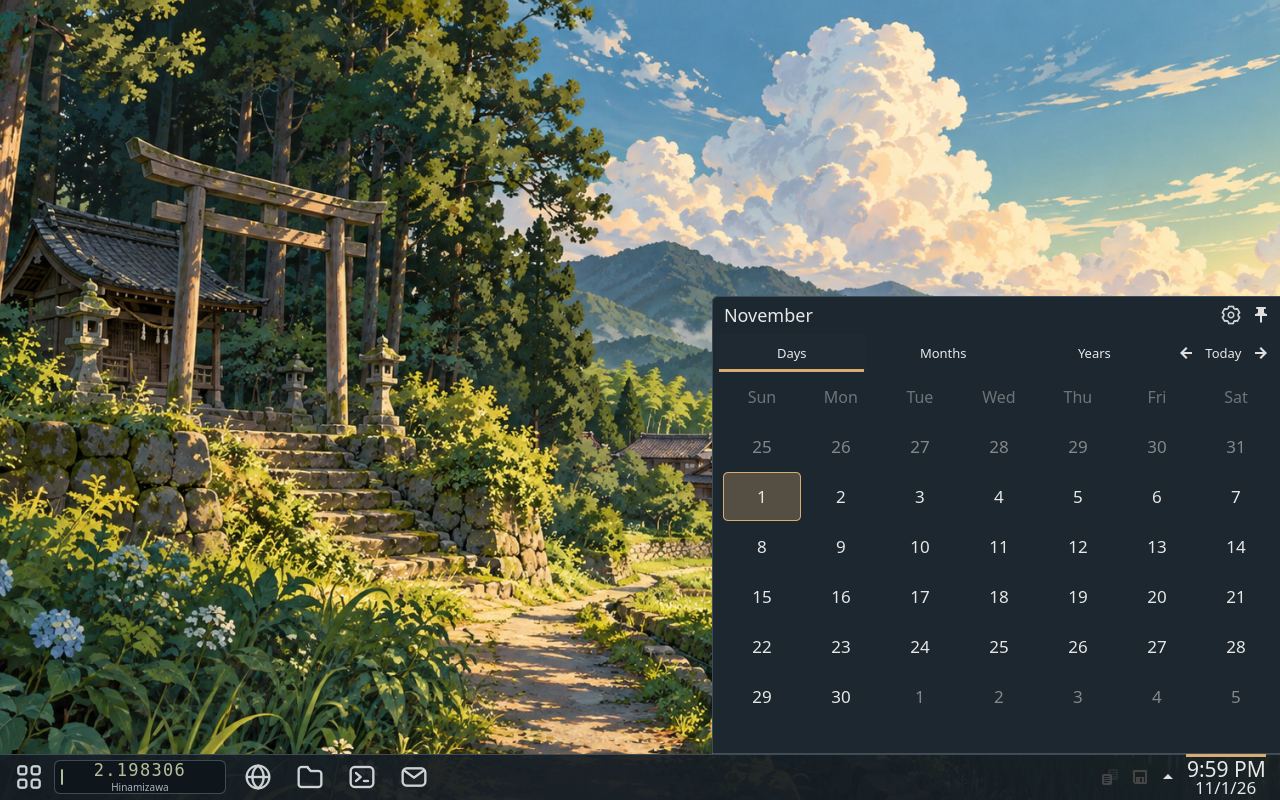 November
Days Months Years Today
Sun Mon Tue Wed Thu Fri Sat
25 26 27 28 29 30 31
1 2 3 4 5 6 7
8 9 10 11 12 13 14
15 16 17 18 19 20 21
22 23 24 25 26 27 28
29 30 1 2 3 4 5
2.198306
Hinamizawa
9:59 PM
11/1/26